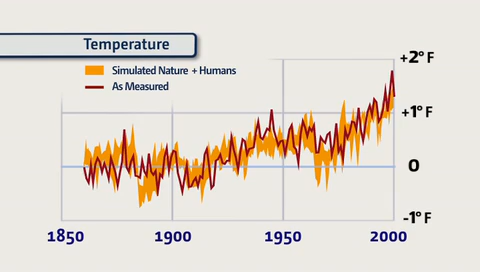 Temperature
Simulated Nature + Humans
As Measured
+2° F
+1° F
0
-1° F
1850 1900 1950 2000